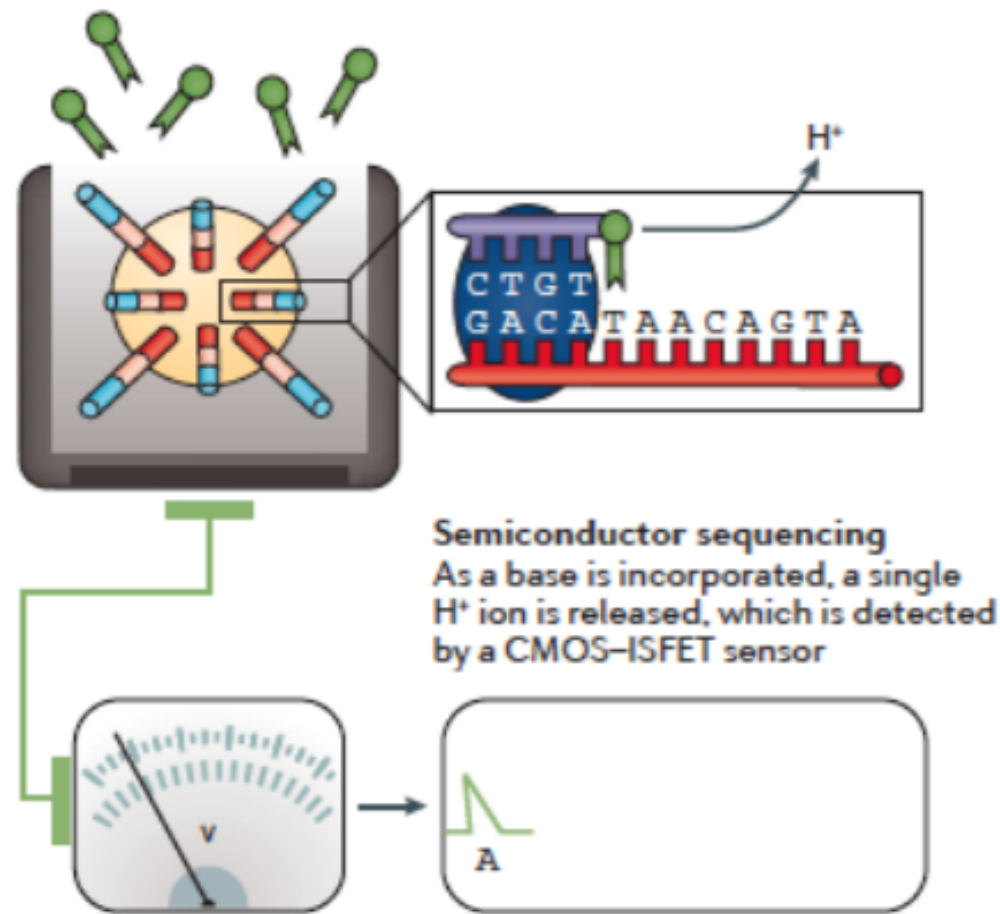 H⁺
C T G T
G A C A T A A C A G T A
Semiconductor sequencing
As a base is incorporated, a single
H⁺ ion is released, which is detected
by a CMOS–ISFET sensor
V
A